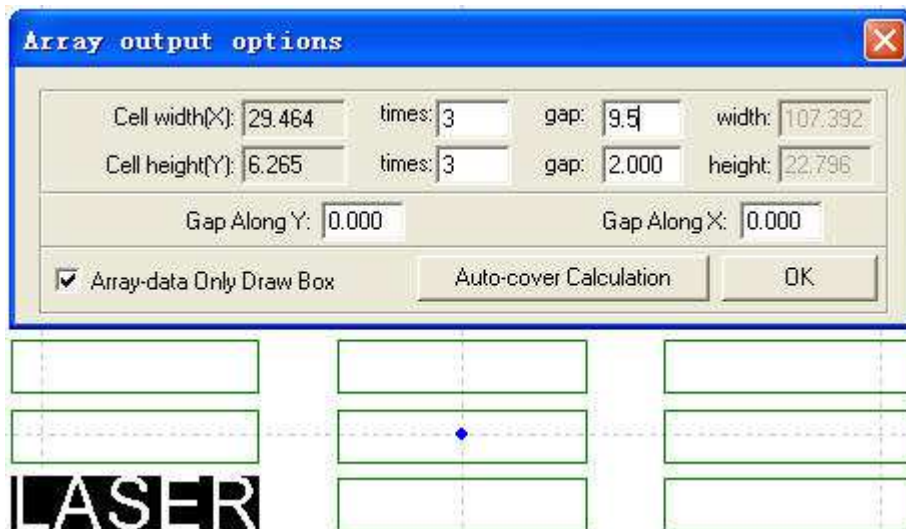 Array output options
Cell width(X): 29.464 times: 3 gap: 9.5 width: 107.392
Cell height(Y): 6.265 times: 3 gap: 2.000 height: 22.796
Gap Along Y: 0.000 Gap Along X: 0.000
Array-data Only Draw Box Auto-cover Calculation OK
LASER